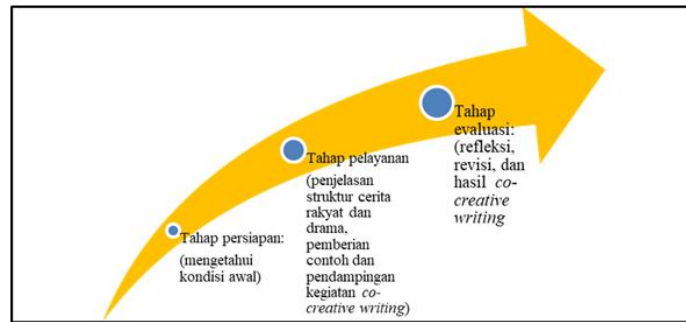 Tahap persiapan:
(mengetahui
kondisi awal)
Tahap pelayanan
(penjelasan
struktur cerita
rakyat dan
drama,
pemberian
contoh dan
pendampingan
kegiatan co-
creative writing)
Tahap
evaluasi:
(refleksi,
revisi, dan
hasil co-
creative
writing